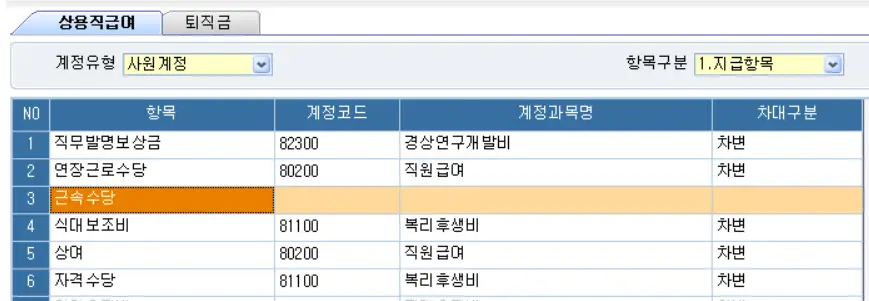 상용직급여 퇴직금
계정유형 사원계정 항목구분 1.지급항목
NO 항목 계정코드 계정과목명 차대구분
1 직무발명보상금 82300 경상연구개발비 차변
2 연장근로수당 80200 직원급여 차변
3 근속수당
4 식대보조비 81100 복리후생비 차변
5 상여 80200 직원급여 차변
6 자격수당 81100 복리후생비 차변